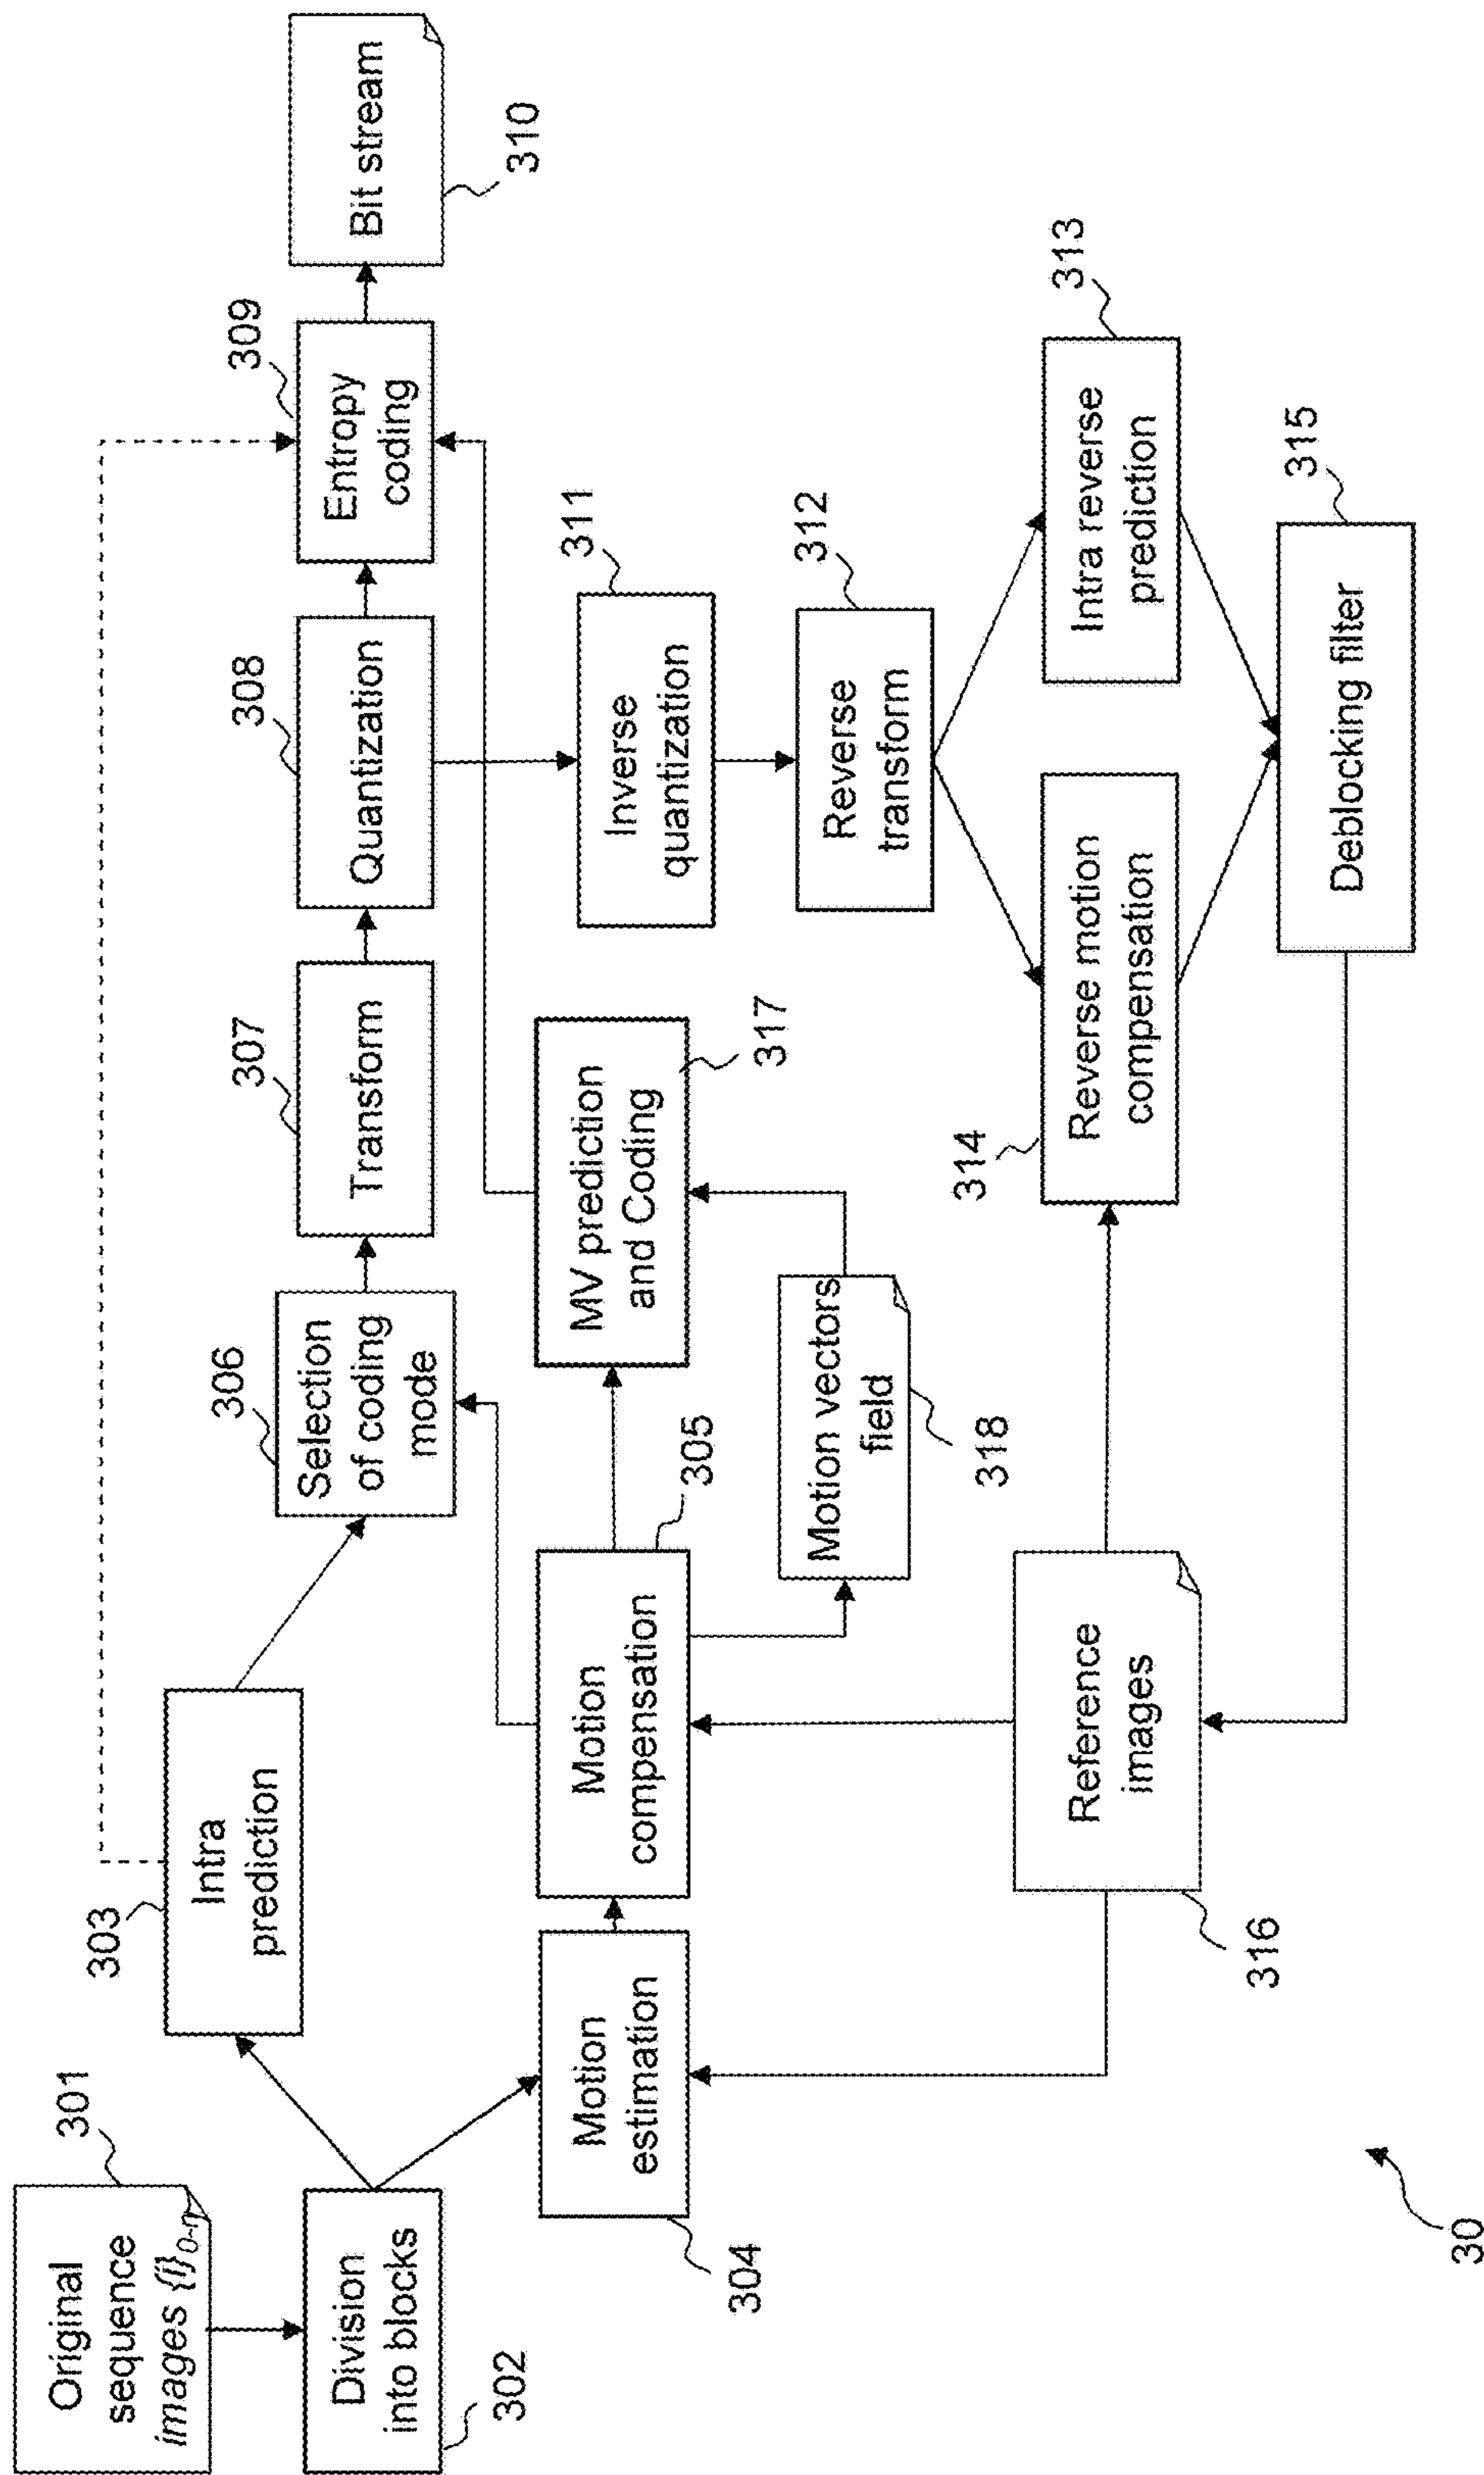 301
Original
sequence
images {i}0-n
302
Division
into blocks
303
Intra
prediction
304
Motion
estimation
305
Motion
compensation
306
Selection
of coding
mode
307
Transform
308
Quantization
309
Entropy
coding
Bit stream
310
MV prediction
and Coding
317
Motion vectors
field
318
311
Inverse
quantization
312
Reverse
transform
313
Intra reverse
prediction
314
Reverse motion
compensation
315
Deblocking filter
Reference
images
316
30